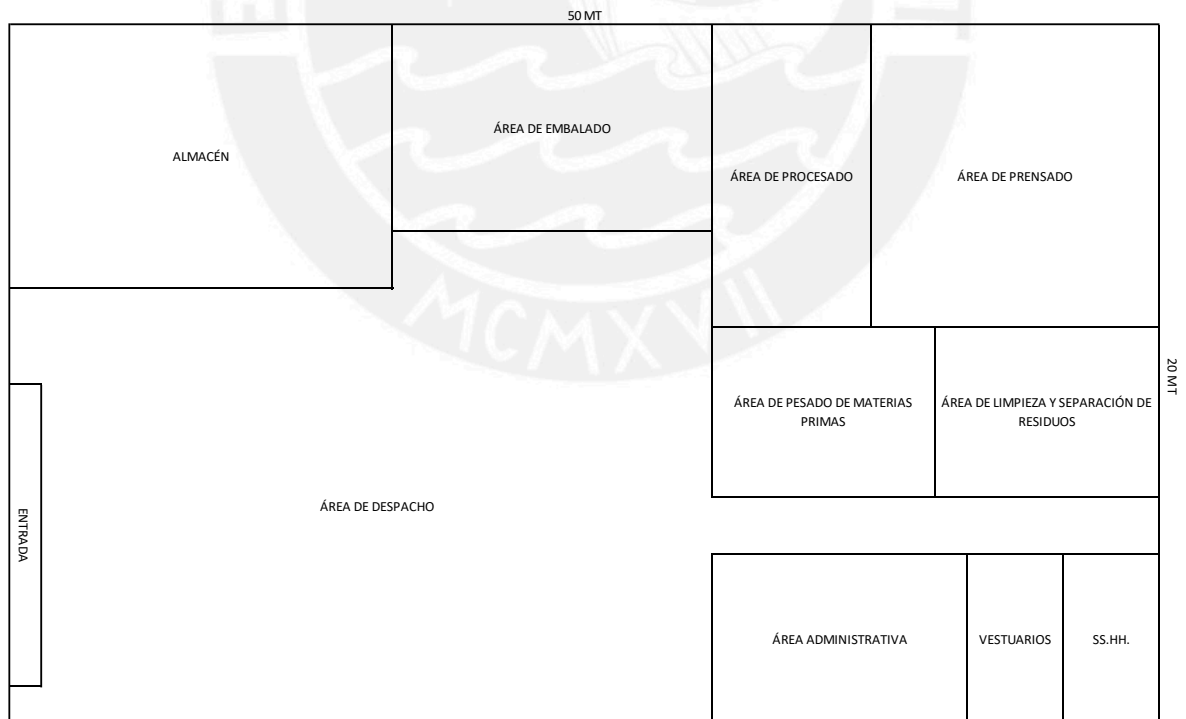 50 MT
ALMACÉN
ÁREA DE EMBALADO
ÁREA DE PROCESADO
ÁREA DE PRENSADO
20 MT
ÁREA DE PESADO DE MATERIAS
PRIMAS
ÁREA DE LIMPIEZA Y SEPARACIÓN DE
RESIDUOS
ENTRADA
ÁREA DE DESPACHO
ÁREA ADMINISTRATIVA
VESTUARIOS
SS.HH.
MCMXVII